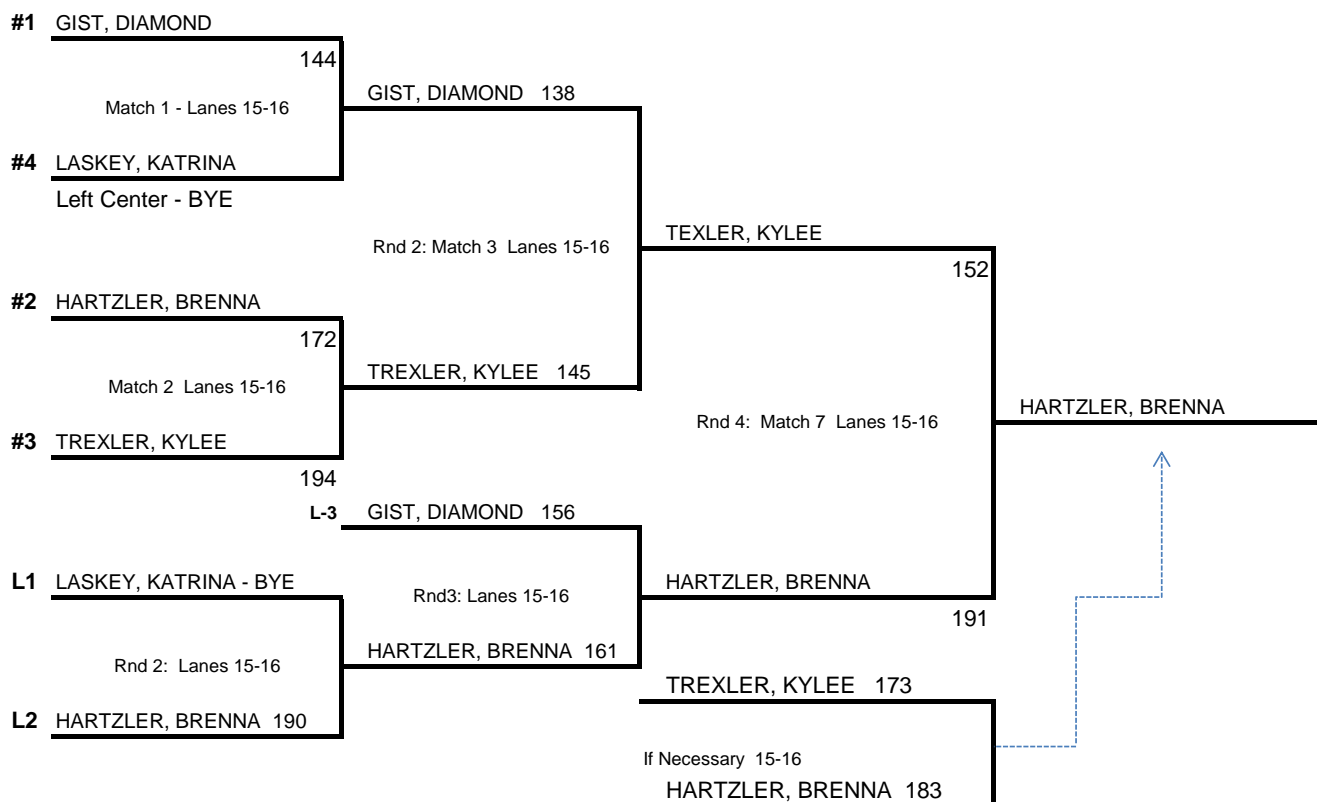 #1 GIST, DIAMOND
144
Match 1 - Lanes 15-16
GIST, DIAMOND 138
#4 LASKEY, KATRINA
Left Center - BYE
Rnd 2: Match 3 Lanes 15-16
TEXLER, KYLEE
152
#2 HARTZLER, BRENNA
172
Match 2 Lanes 15-16
TREXLER, KYLEE 145
Rnd 4: Match 7 Lanes 15-16
HARTZLER, BRENNA
#3 TREXLER, KYLEE
194
L-3 GIST, DIAMOND 156
L1 LASKEY, KATRINA - BYE
Rnd3: Lanes 15-16
HARTZLER, BRENNA
191
Rnd 2: Lanes 15-16
HARTZLER, BRENNA 161
TREXLER, KYLEE 173
L2 HARTZLER, BRENNA 190
If Necessary 15-16
HARTZLER, BRENNA 183